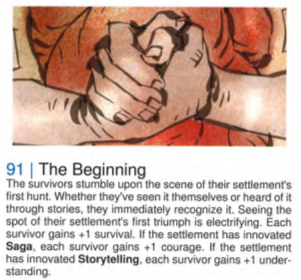 91 | The Beginning
The survivors stumble upon the scene of their settlement's
first hunt. Whether they've seen it themselves or heard of it
through stories, they immediately recognize it. Seeing the
spot of their settlement's first triumph is electrifying. Each
survivor gains +1 survival. If the settlement has innovated
Saga, each survivor gains +1 courage. If the settlement
has innovated Storytelling, each survivor gains +1 under-
standing.